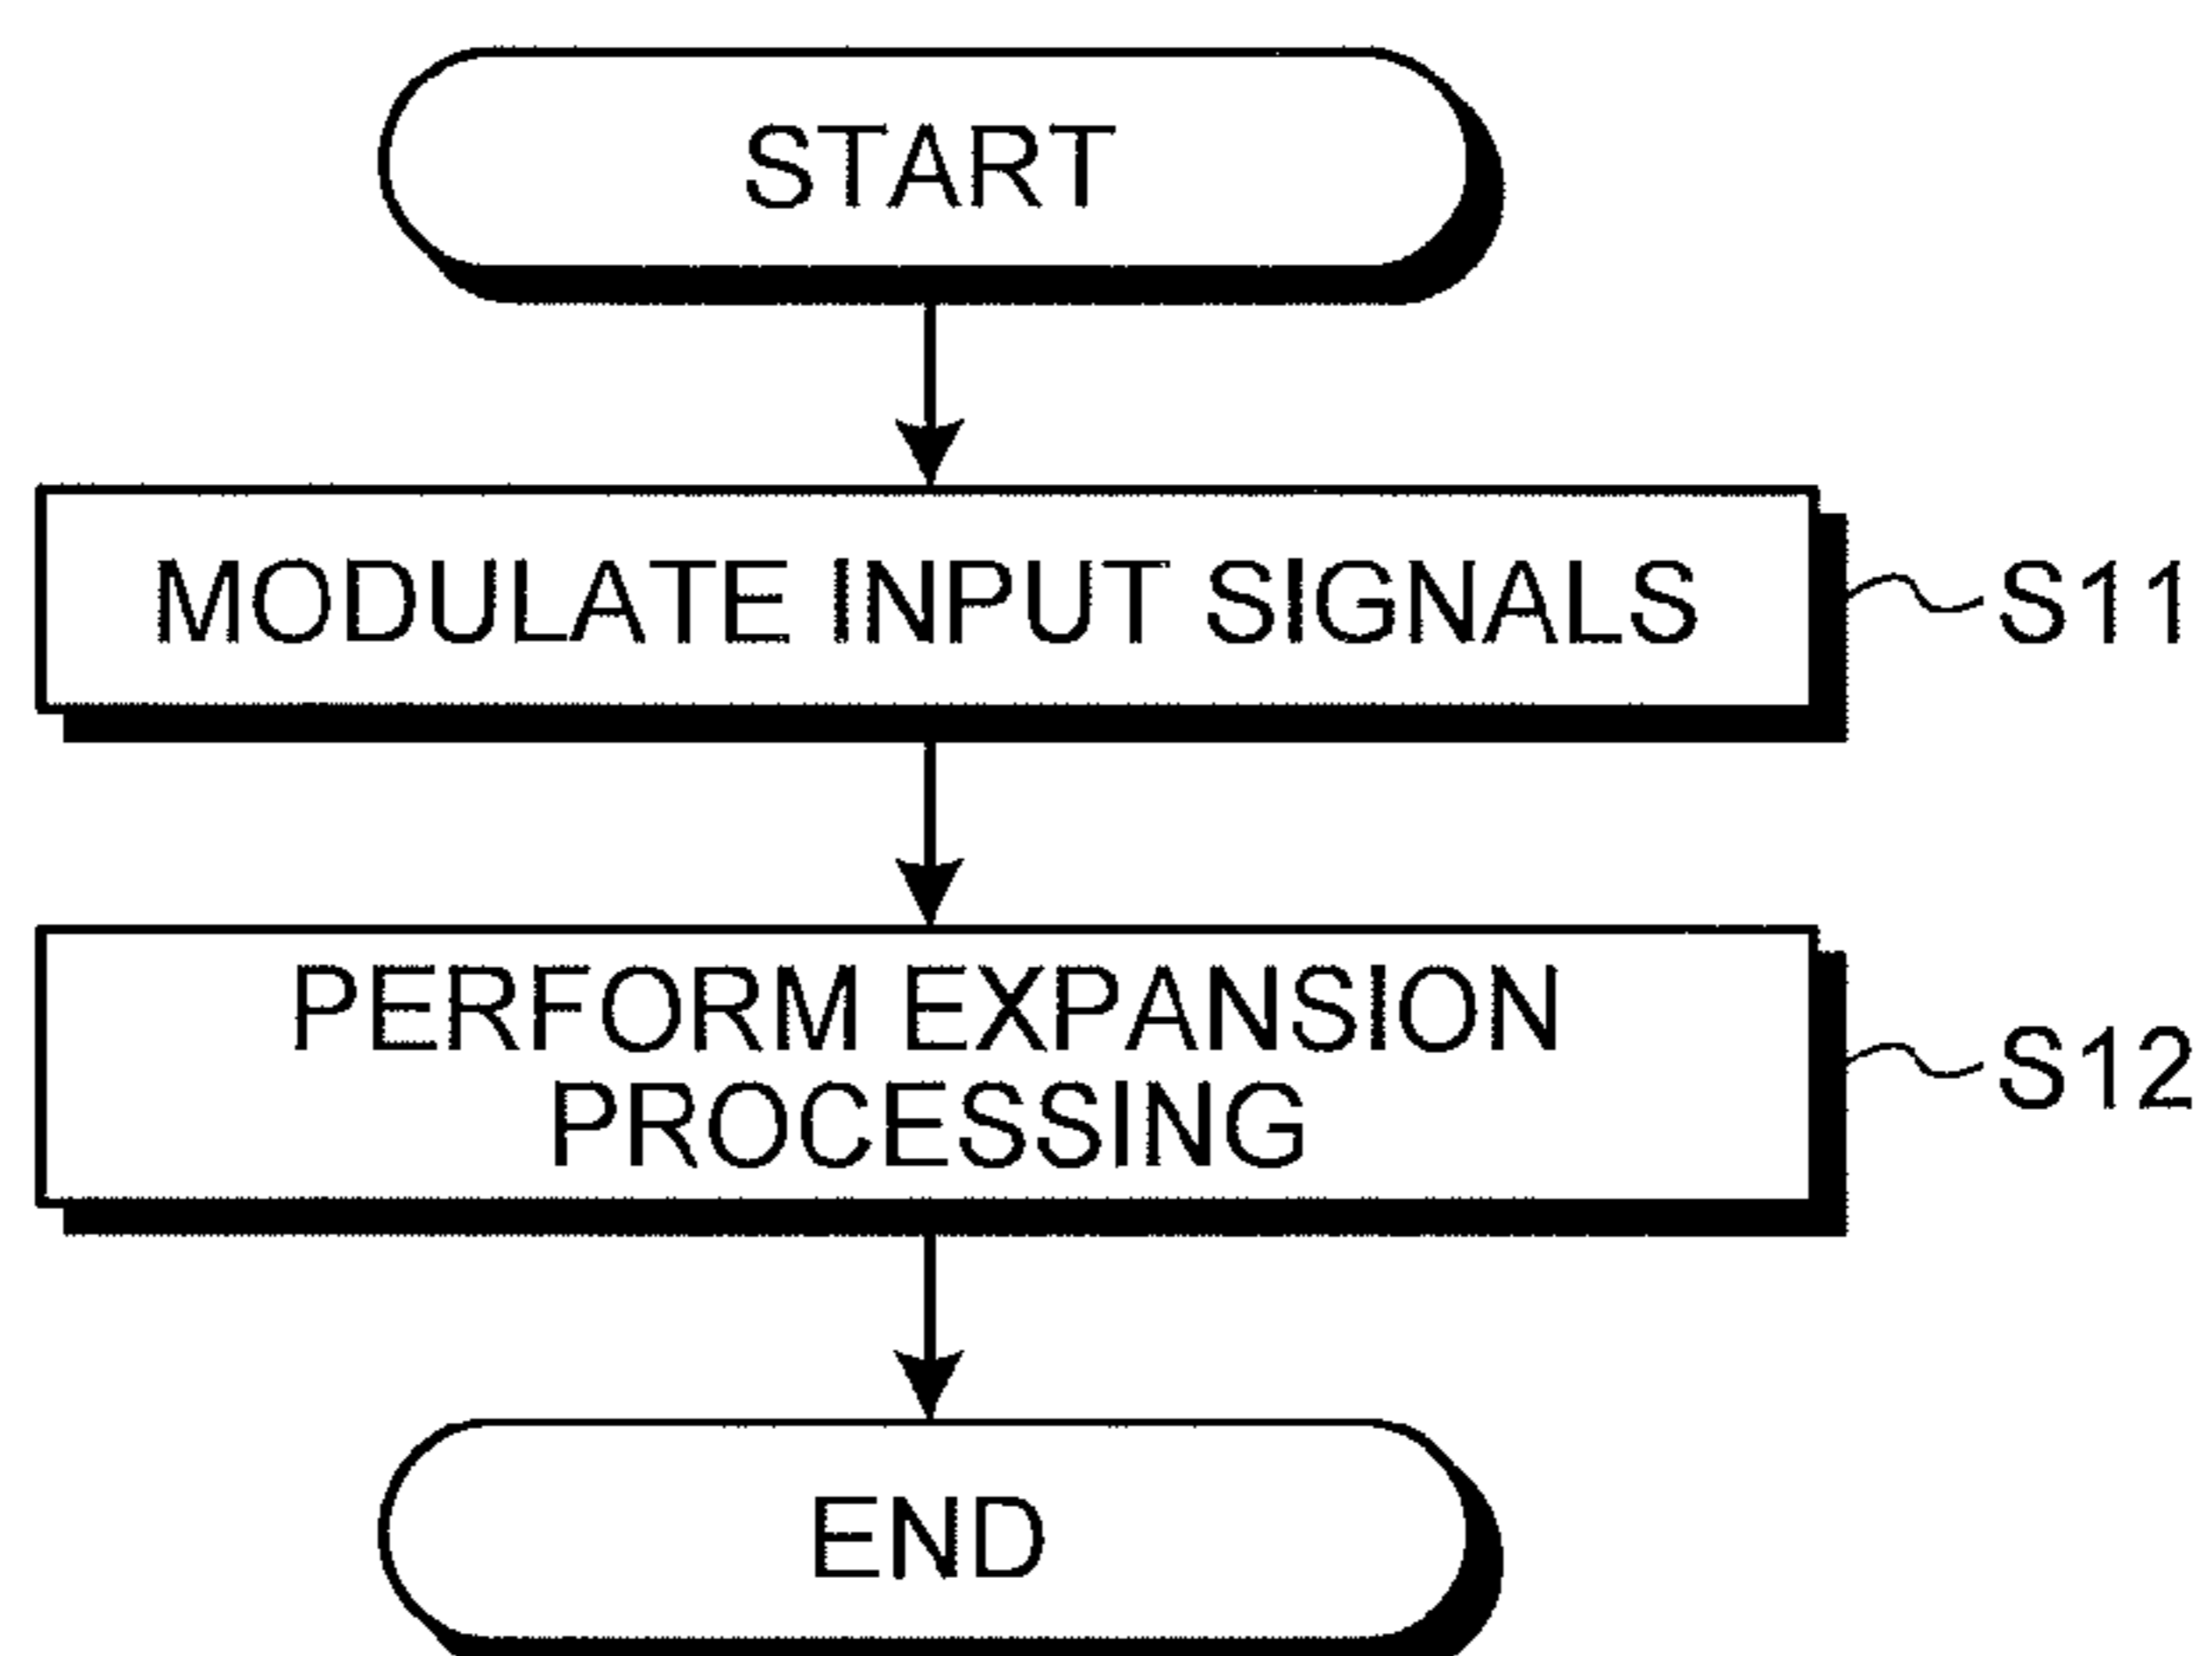 START
MODULATE INPUT SIGNALS
S11
PERFORM EXPANSION
PROCESSING
S12
END